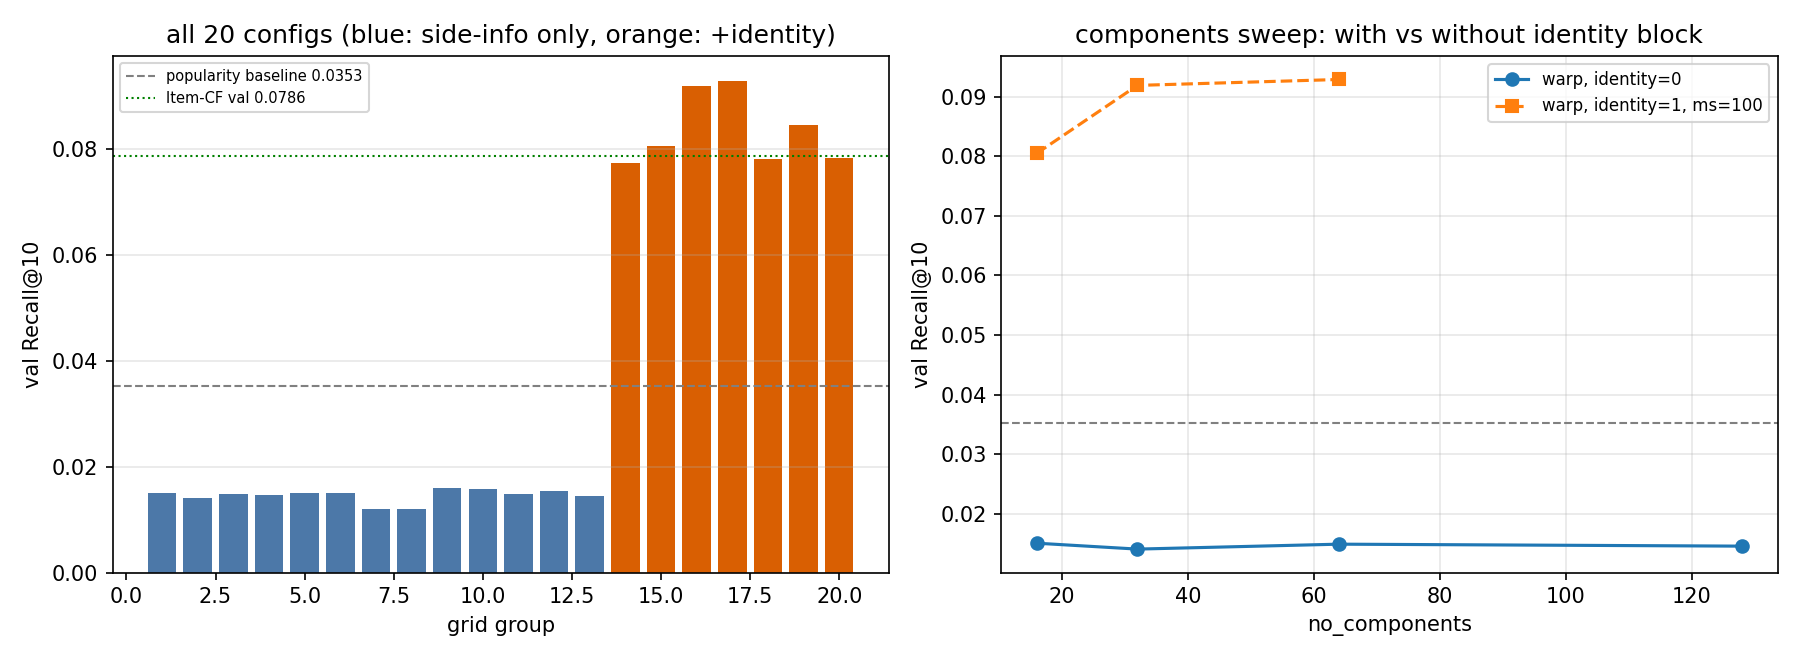 all 20 configs (blue: side-info only, orange: +identity)
popularity baseline 0.0353
Item-CF val 0.0786
val Recall@10
0.08
0.06
0.04
0.02
0.00
0.0 2.5 5.0 7.5 10.0 12.5 15.0 17.5 20.0
grid group
components sweep: with vs without identity block
warp, identity=0
warp, identity=1, ms=100
val Recall@10
0.09
0.08
0.07
0.06
0.05
0.04
0.03
0.02
20 40 60 80 100 120
no_components